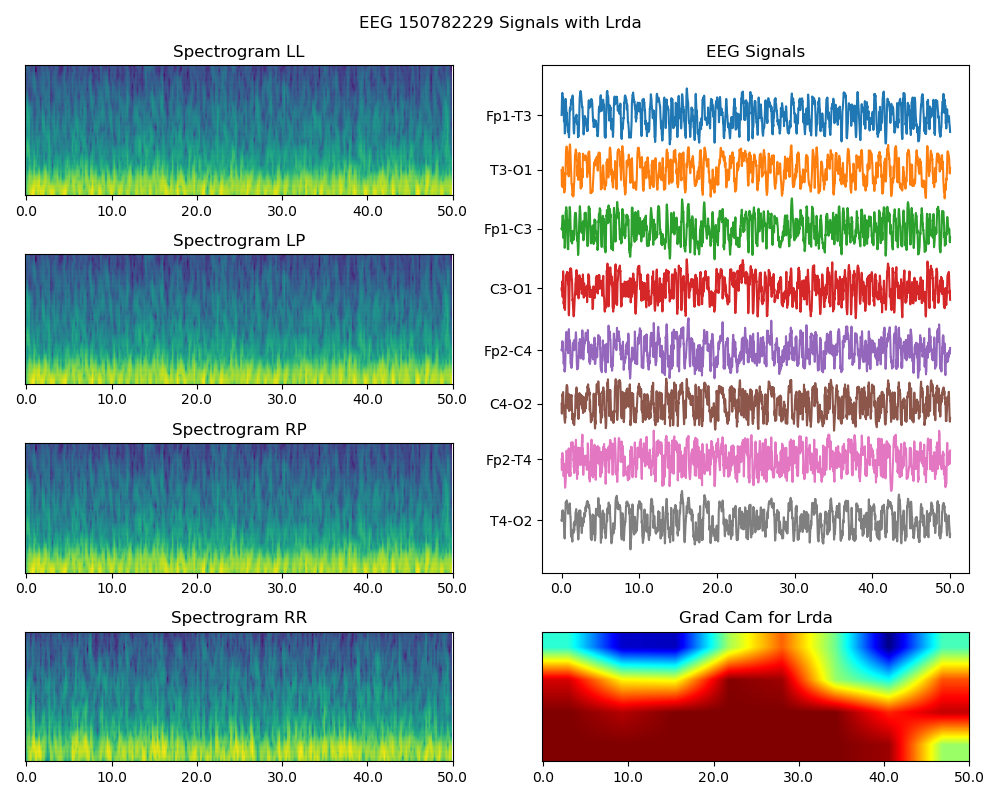 EEG 150782229 Signals with Lrda
Spectrogram LL
0.0 10.0 20.0 30.0 40.0 50.0
Spectrogram LP
0.0 10.0 20.0 30.0 40.0 50.0
Spectrogram RP
0.0 10.0 20.0 30.0 40.0 50.0
Spectrogram RR
0.0 10.0 20.0 30.0 40.0 50.0
EEG Signals
Fp1-T3
T3-O1
Fp1-C3
C3-O1
Fp2-C4
C4-O2
Fp2-T4
T4-O2
0.0 10.0 20.0 30.0 40.0 50.0
Grad Cam for Lrda
0.0 10.0 20.0 30.0 40.0 50.0